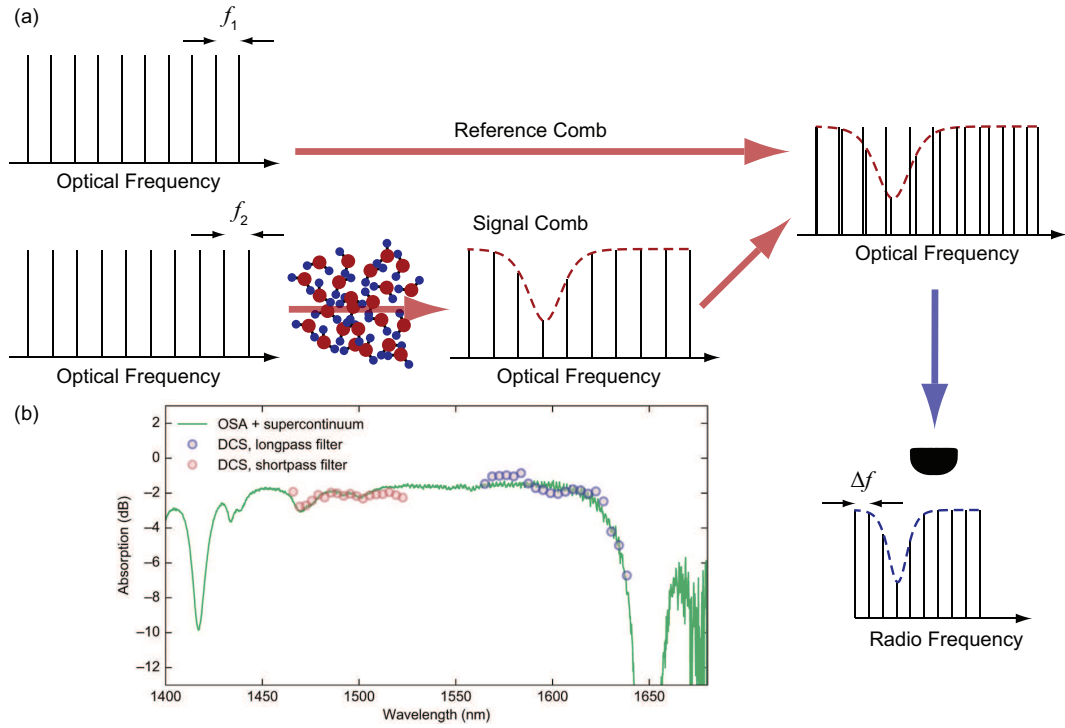 (a)
f1
Optical Frequency
Reference Comb
f2
Optical Frequency
Signal Comb
Optical Frequency
Optical Frequency
Δf
Radio Frequency
(b)
OSA + supercontinuum
DCS, longpass filter
DCS, shortpass filter
Absorption (dB)
2
0
−2
−4
−6
−8
−10
−12
1400 1450 1500 1550 1600 1650
Wavelength (nm)